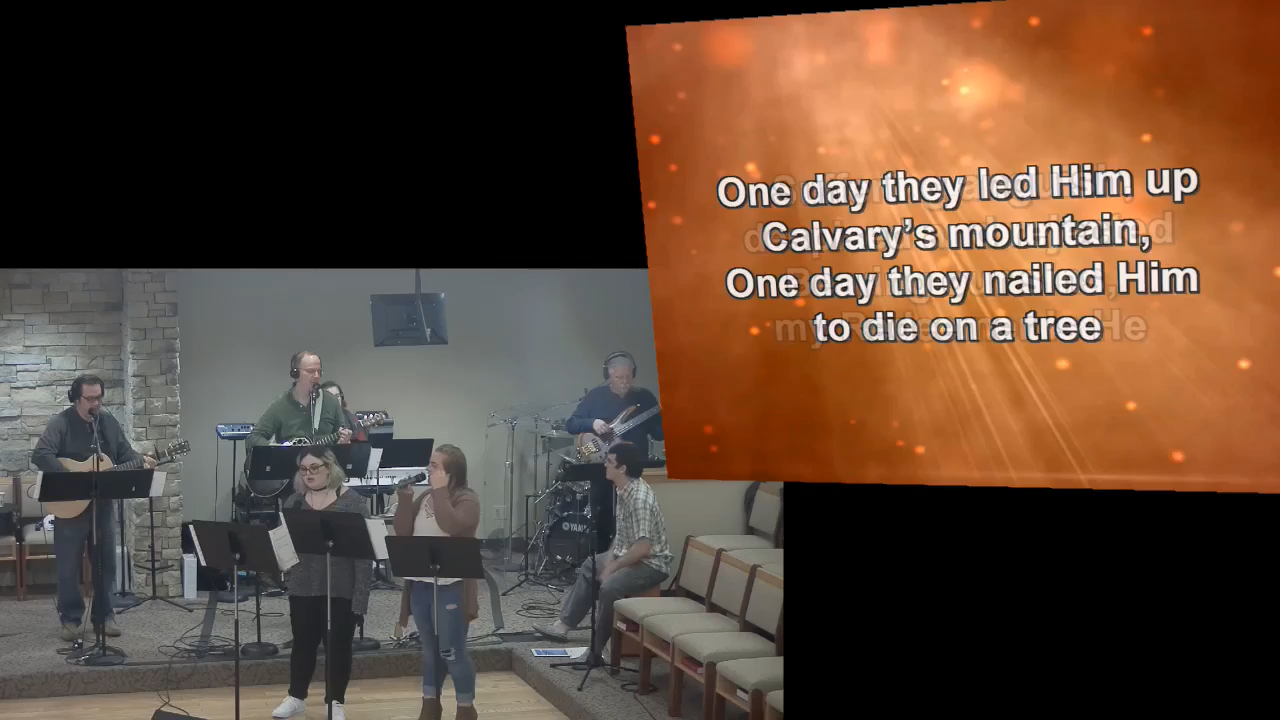 One day they led Him up
Calvary's mountain,
One day they nailed Him
to die on a tree